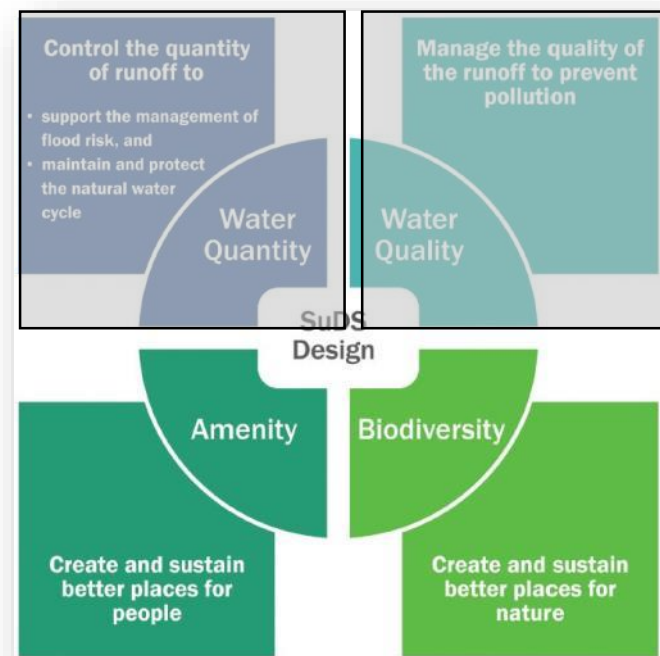 Control the quantity
of runoff to
• support the management of
flood risk, and
• maintain and protect
the natural water
cycle
Water
Quantity
Manage the quality of
the runoff to prevent
pollution
Water
Quality
SuDS
Design
Amenity
Create and sustain
better places for
people
Biodiversity
Create and sustain
better places for
nature